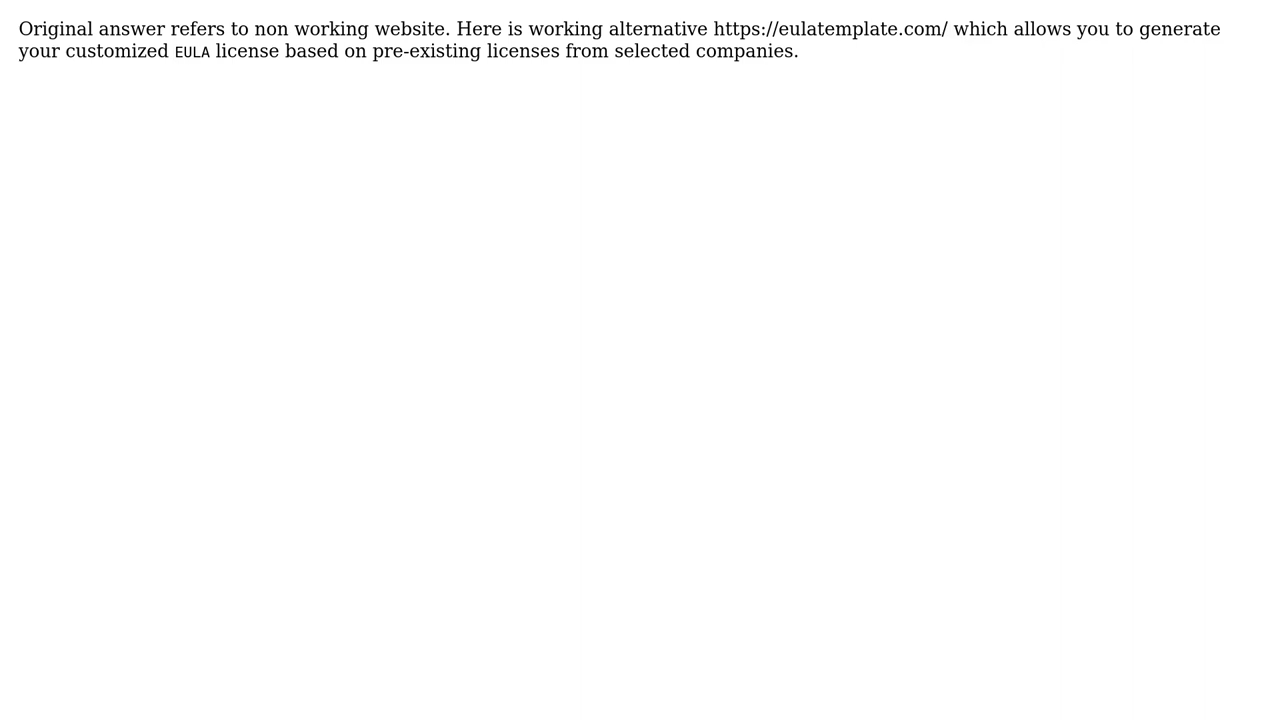 Original answer refers to non working website. Here is working alternative https://eulatemplate.com/ which allows you to generate
your customized EULA license based on pre-existing licenses from selected companies.